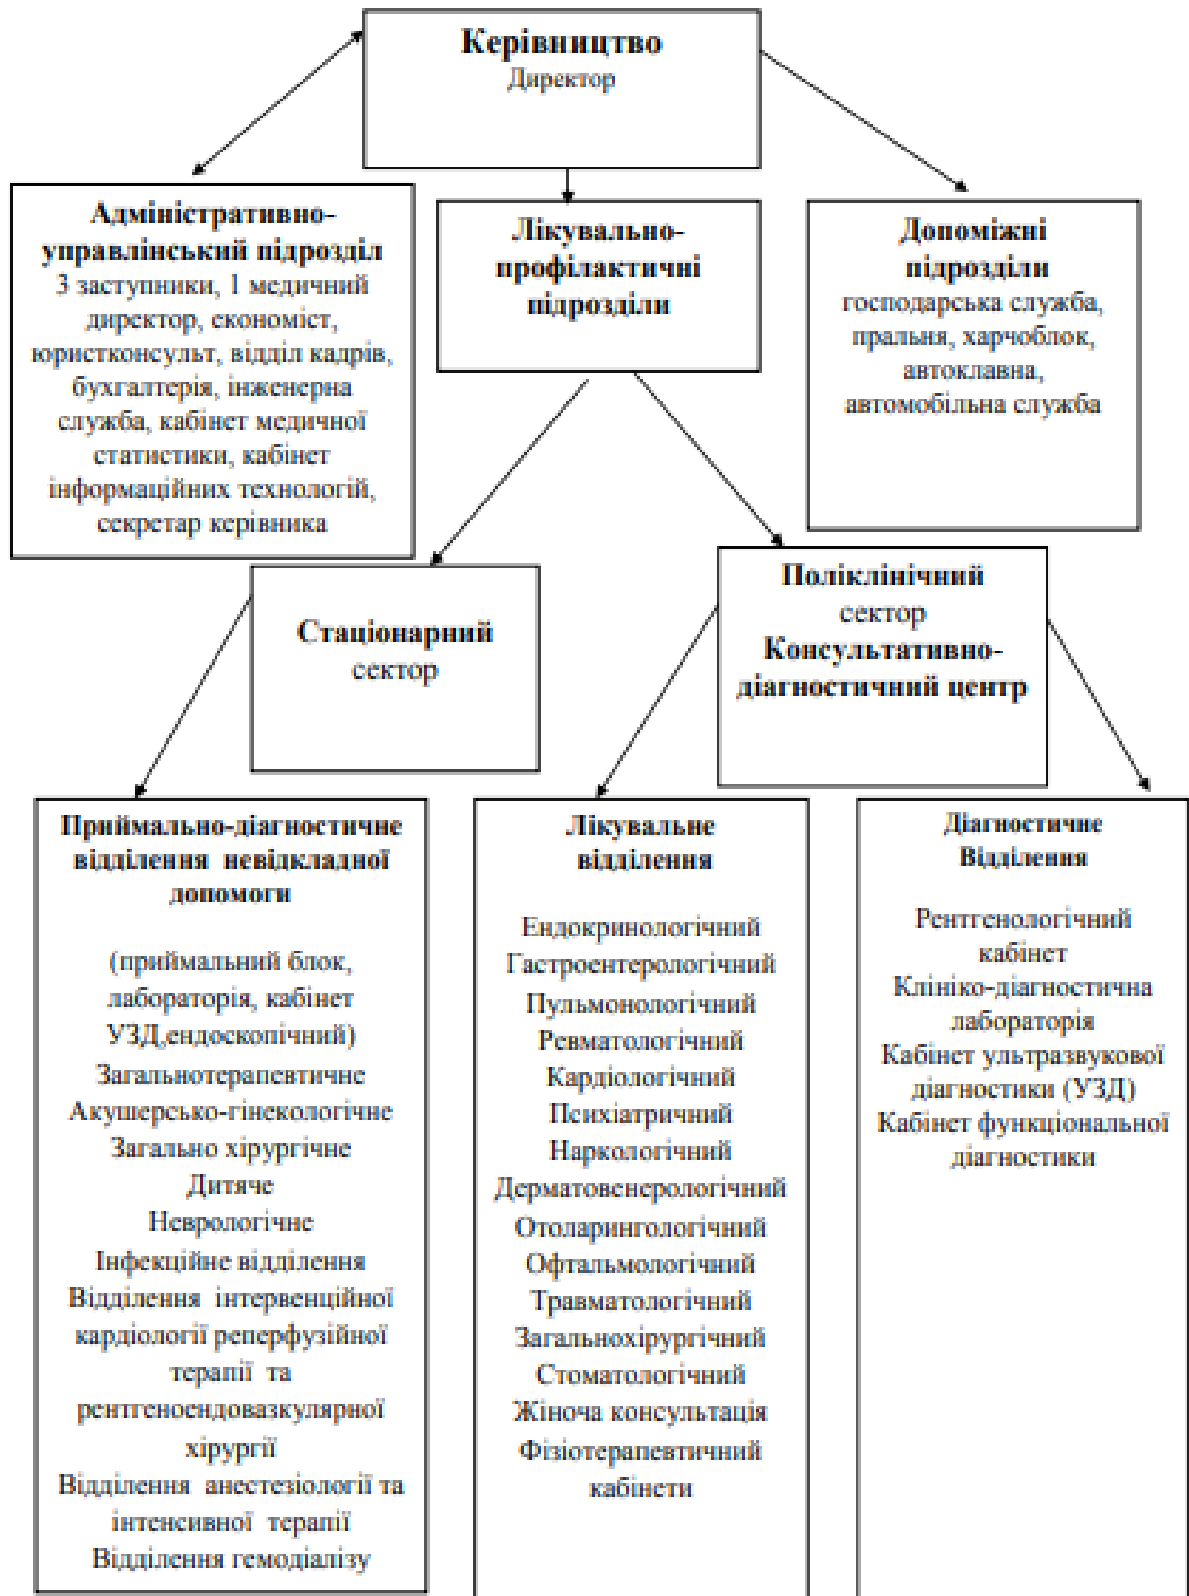 Керівництво
Директор
Адміністративно-
управлінський підрозділ
3 заступники, 1 медичний
директор, економіст,
юристконсульт, відділ кадрів,
бухгалтерія, інженерна
служба, кабінет медичної
статистики, кабінет
інформаційних технологій,
секретар керівника
Лікувально-
профілактичні
підрозділи
Допоміжні
підрозділи
господарська служба,
пральня, харчоблок,
автоклавна,
автомобільна служба
Стаціонарний
сектор
Поліклінічний
сектор
Консультативно-
діагностичний центр
Приймально-діагностичне
відділення невідкладної
допомоги
(приймальний блок,
лабораторія, кабінет
УЗД,ендоскопічний)
Загальнотерапевтичне
Акушерсько-гінекологічне
Загально хірургічне
Дитяче
Неврологічне
Інфекційне відділення
Відділення інтервенційної
кардіології реперфузійної
терапії та
рентгеноендовазкулярної
хірургії
Відділення анестезіології та
інтенсивної терапії
Відділення гемодіалізу
Лікувальне
відділення
Ендокринологічний
Гастроентерологічний
Пульмонологічний
Ревматологічний
Кардіологічний
Психіатричний
Наркологічний
Дерматовенерологічний
Отоларингологічний
Офтальмологічний
Травматологічний
Загальнохірургічний
Стоматологічний
Жіноча консультація
Фізіотерапевтичний
кабінети
Діагностичне
Відділення
Рентгенологічний
кабінет
Клініко-діагностична
лабораторія
Кабінет ультразвукової
діагностики (УЗД)
Кабінет функціональної
діагностики